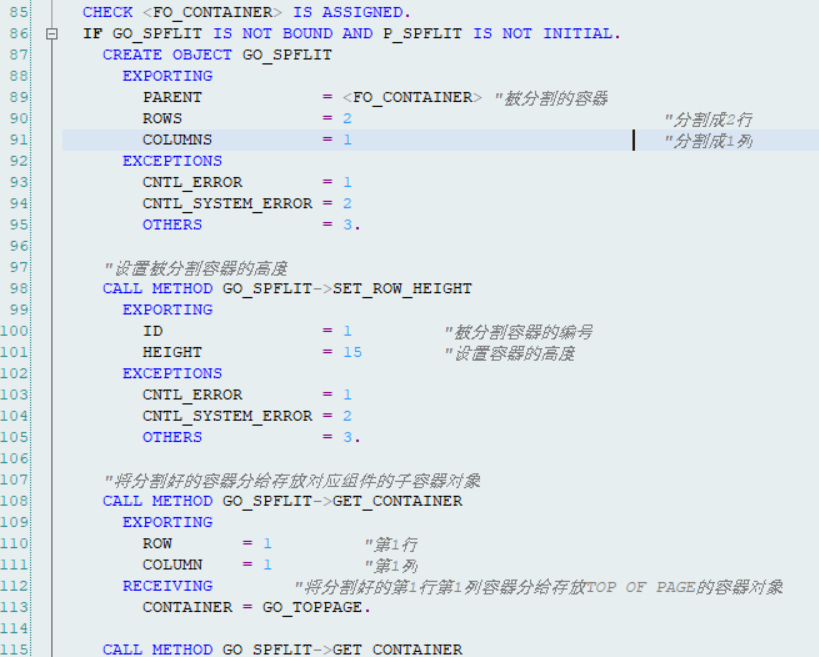 85 CHECK <FO_CONTAINER> IS ASSIGNED.
86 IF GO_SPFLIT IS NOT BOUND AND P_SPFLIT IS NOT INITIAL.
87 CREATE OBJECT GO_SPFLIT
88 EXPORTING
89 PARENT = <FO_CONTAINER> "被分割的容器
90 ROWS = 2 "分割成2行
91 COLUMNS = 1 "分割成1列
92 EXCEPTIONS
93 CNTL_ERROR = 1
94 CNTL_SYSTEM_ERROR = 2
95 OTHERS = 3.
96
97 "设置被分割容器的高度
98 CALL METHOD GO_SPFLIT->SET_ROW_HEIGHT
99 EXPORTING
100 ID = 1 "被分割容器的编号
101 HEIGHT = 15 "设置容器的高度
102 EXCEPTIONS
103 CNTL_ERROR = 1
104 CNTL_SYSTEM_ERROR = 2
105 OTHERS = 3.
106
107 "将分割好的容器分给存放对应组件的子容器对象
108 CALL METHOD GO_SPFLIT->GET_CONTAINER
109 EXPORTING
110 ROW = 1 "第1行
111 COLUMN = 1 "第1列
112 RECEIVING "将分割好的第1行第1列容器分给存放TOP OF PAGE的容器对象
113 CONTAINER = GO_TOPPAGE.
114
115 CALL METHOD GO_SPFLIT->GET_CONTAINER